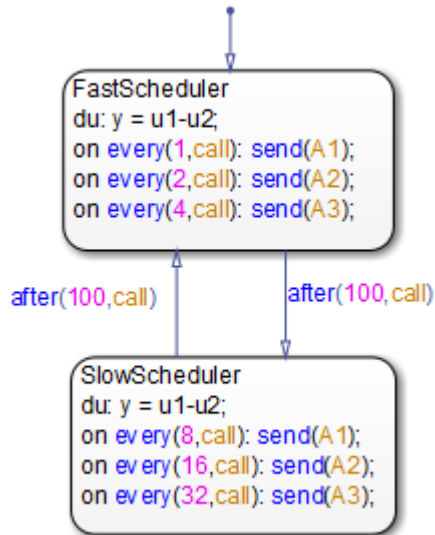 FastScheduler
du: y = u1-u2;
on every(1,call): send(A1);
on every(2,call): send(A2);
on every(4,call): send(A3);
after(100,call)
after(100,call)
SlowScheduler
du: y = u1-u2;
on every(8,call): send(A1);
on every(16,call): send(A2);
on every(32,call): send(A3);